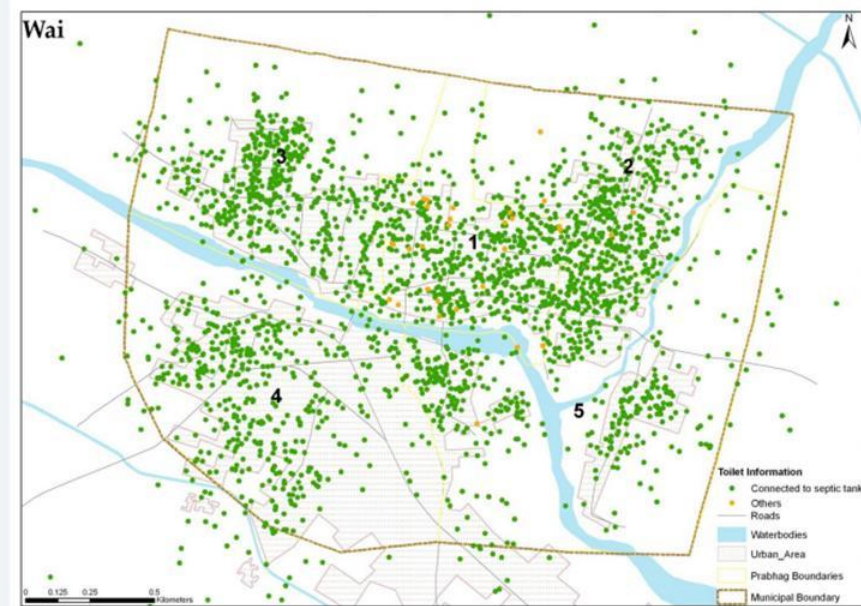 Wai
N
3
2
1
4
5
Toilet Information
Connected to septic tank
Others
Roads
Waterbodies
Urban_Area
Prabhag Boundaries
Municipal Boundary
0 0.125 0.25 0.5
Kilometers